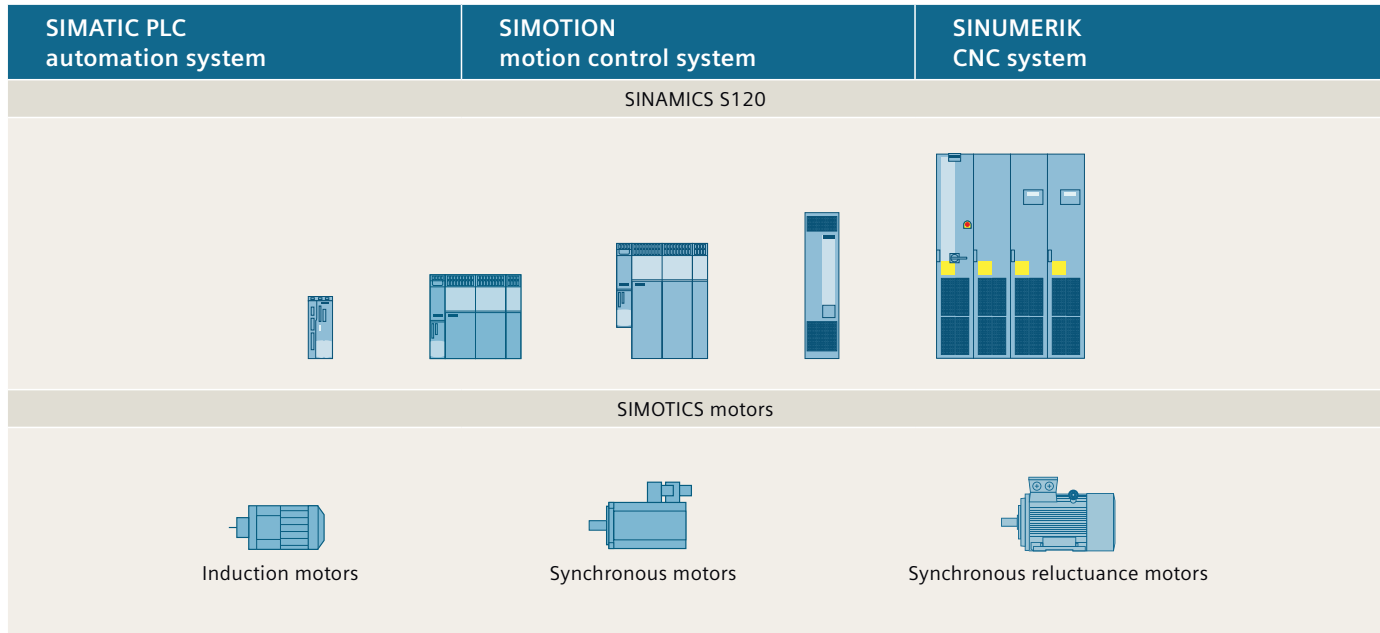 SIMATIC PLC
automation system
SIMOTION
motion control system
SINUMERIK
CNC system
SINAMICS S120
SIMOTICS motors
Induction motors
Synchronous motors
Synchronous reluctuance motors